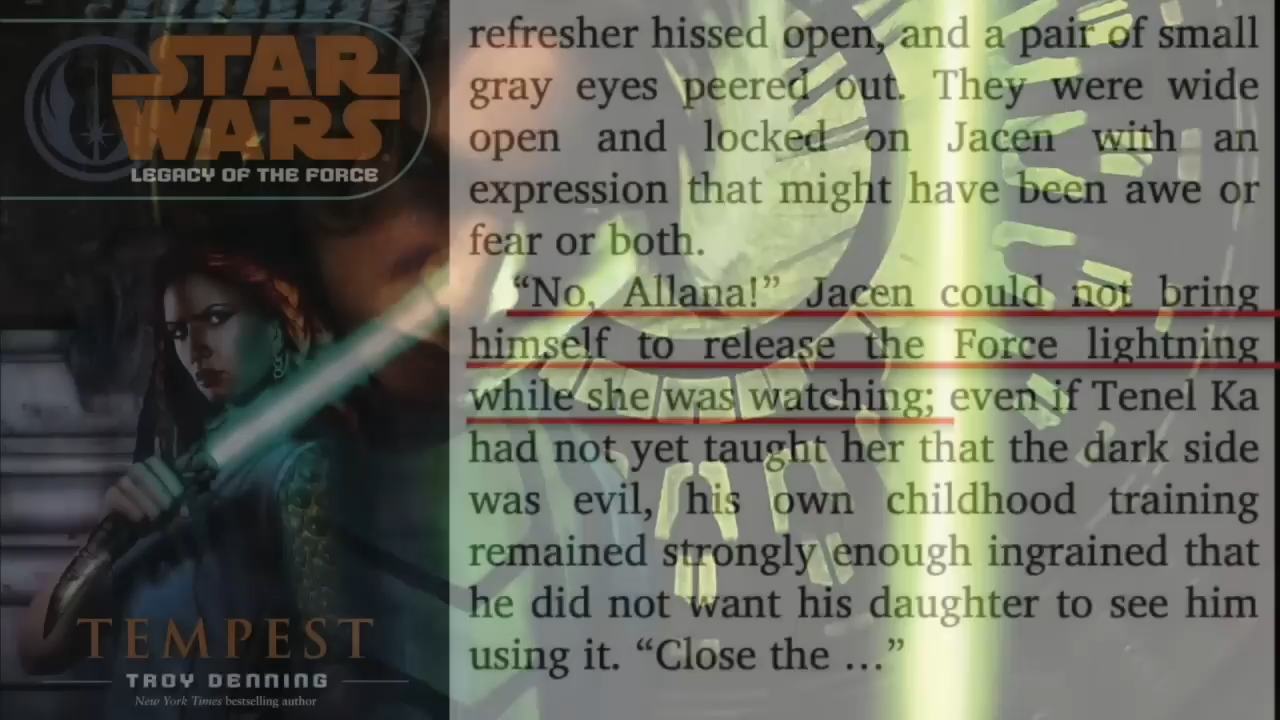 STAR
WARS
LEGACY OF THE FORCE
TEMPEST
TROY DENNING
New York Times bestselling author
refresher hissed open, and a pair of small
gray eyes peered out. They were wide
open and locked on Jacen with an
expression that might have been awe or
fear or both.
“No, Allana!” Jacen could not bring
himself to release the Force lightning
while she was watching; even if Tenel Ka
had not yet taught her that the dark side
was evil, his own childhood training
remained strongly enough ingrained that
he did not want his daughter to see him
using it. “Close the …”